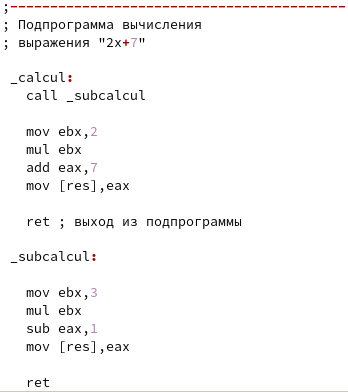 ;------------------------------------------
; Подпрограмма вычисления
; выражения "2x+7"
_calcul:
call _subcalcul
mov ebx,2
mul ebx
add eax,7
mov [res],eax
ret ; выход из подпрограммы
_subcalcul:
mov ebx,3
mul ebx
sub eax,1
mov [res],eax
ret